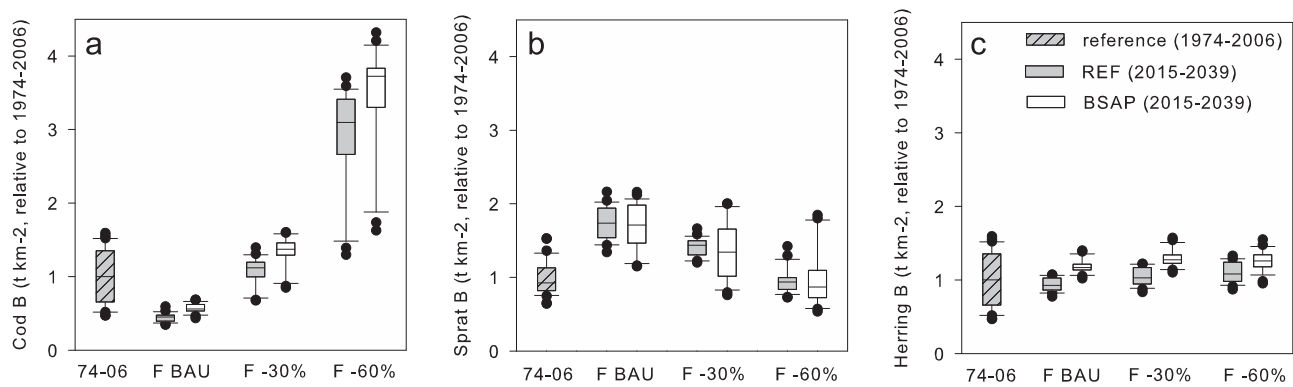 a
Cod B (t km-2, relative to 1974-2006)
4
3
2
1
0
74-06 F BAU F -30% F -60%
b
Sprat B (t km-2, relative to 1974-2006)
4
3
2
1
0
74-06 F BAU F -30% F -60%
c
Herring B (t km-2, relative to 1974-2006)
reference (1974-2006)
REF (2015-2039)
BSAP (2015-2039)
4
3
2
1
0
74-06 F BAU F -30% F -60%